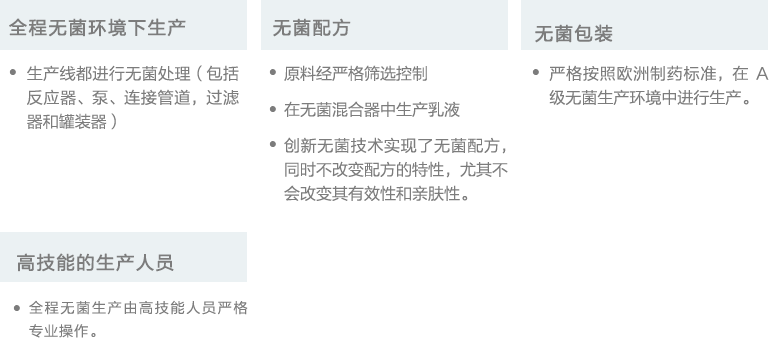 全程无菌环境下生产
• 生产线都进行无菌处理（包括
反应器、泵、连接管道，过滤
器和罐装器）
无菌配方
• 原料经严格筛选控制
• 在无菌混合器中生产乳液
• 创新无菌技术实现了无菌配方，
同时不改变配方的特性，尤其不
会改变其有效性和亲肤性。
无菌包装
• 严格按照欧洲制药标准，在 A
级无菌生产环境中进行生产。
高技能的生产人员
• 全程无菌生产由高技能人员严格
专业操作。